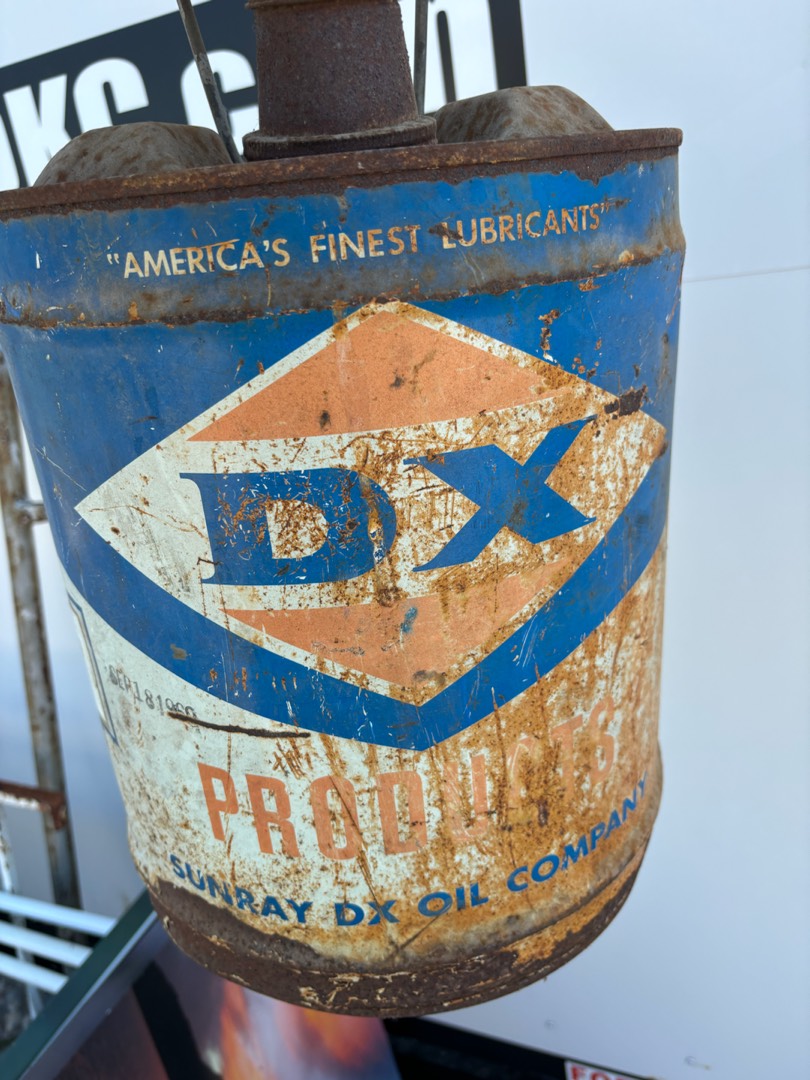 "AMERICA'S FINEST LUBRICANTS"
DX
PRODUCTS
SUNRAY DX OIL COMPANY